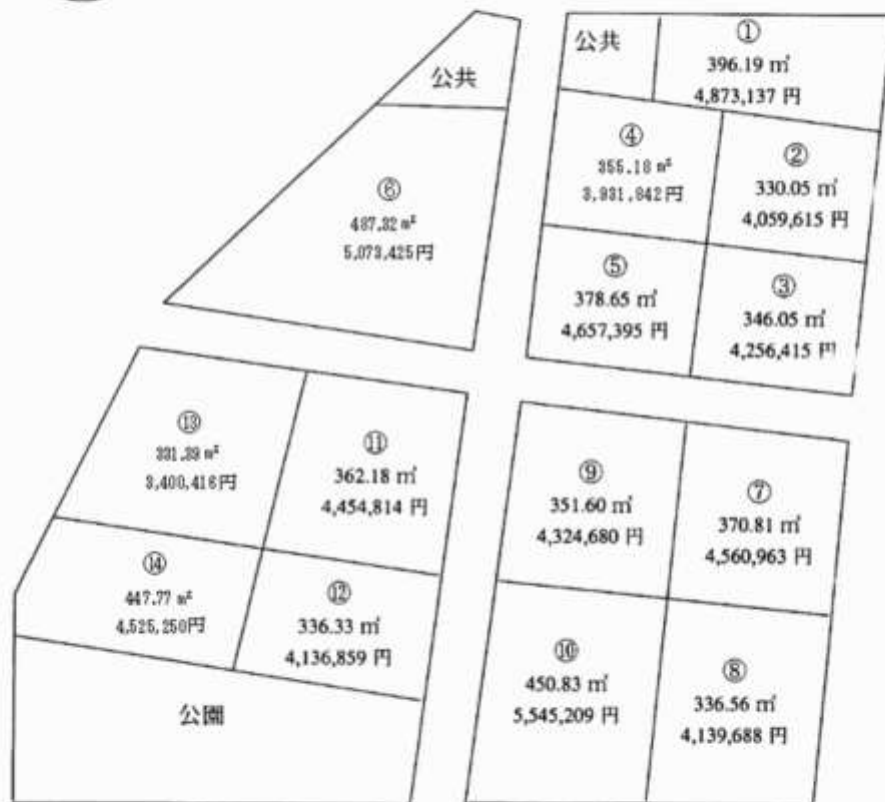 公共
公共
①
396.19 ㎡
4,873,137 円
④
355.18 ㎡
3,931,842円
②
330.05 ㎡
4,059,615 円
⑥
487.32 ㎡
5,073,425円
⑤
378.65 ㎡
4,657,395 円
③
346.05 ㎡
4,256,415 円
⑬
331.39 ㎡
3,400,416円
⑪
362.18 ㎡
4,454,814 円
⑨
351.60 ㎡
4,324,680 円
⑦
370.81 ㎡
4,560,963 円
⑭
447.77 ㎡
4,525,250円
⑫
336.33 ㎡
4,136,859 円
⑩
450.83 ㎡
5,545,209 円
⑧
336.56 ㎡
4,139,688 円
公園